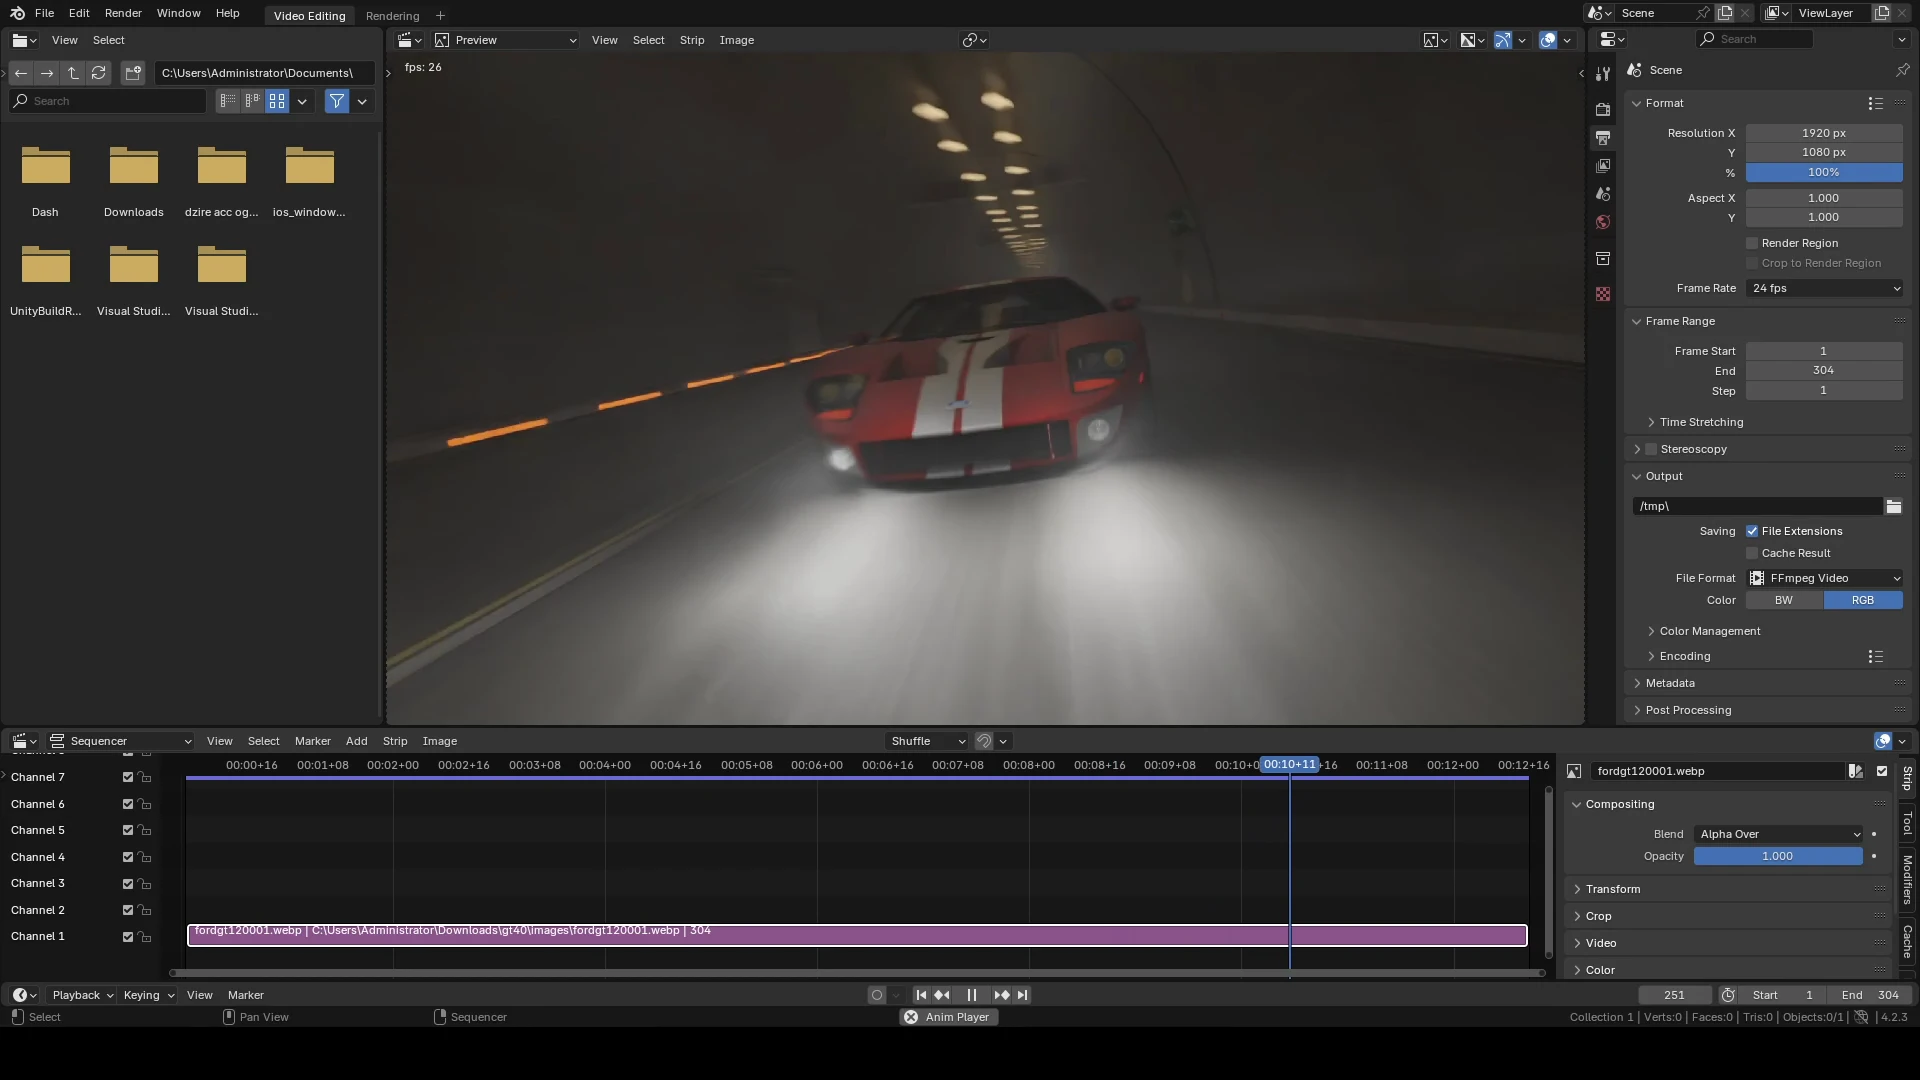 File Edit Render Window Help Video Editing Rendering + Scene ViewLayer
View Select Preview View Select Strip Image Search
C:\Users\Administrator\Documents\ fps: 26 Scene
Search
Dash Downloads dzire acc og... ios_window...
UnityBuildR... Visual Studi... Visual Studi...
Format
Resolution X 1920 px
Y 1080 px
% 100%
Aspect X 1.000
Y 1.000
Render Region
Crop to Render Region
Frame Rate 24 fps
Frame Range
Frame Start 1
End 304
Step 1
Time Stretching
Stereoscopy
Output
/tmp\
Saving File Extensions
Cache Result
File Format FFmpeg Video
Color BW RGB
Color Management
Encoding
Metadata
Post Processing
Sequencer View Select Marker Add Strip Image Shuffle
00:00+16 00:01+08 00:02+00 00:02+16 00:03+08 00:04+00 00:04+16 00:05+08 00:06+00 00:06+16 00:07+08 00:08+00 00:08+16 00:09+08 00:10+0 00:10+11 +16 00:11+08 00:12+00 00:12+16
Channel 7
Channel 6
Channel 5
Channel 4
Channel 3
Channel 2
Channel 1
fordgt120001.webp | C:\Users\Administrator\Downloads\gt40\images\fordgt120001.webp | 304
fordgt120001.webp
Compositing
Blend Alpha Over
Opacity 1.000
Transform
Crop
Video
Color
Strip
Tool
Modifiers
Cache
Playback Keying View Marker 251 Start 1 End 304
Select Pan View Sequencer Anim Player Collection 1 | Verts:0 | Faces:0 | Tris:0 | Objects:0/1 | 4.2.3